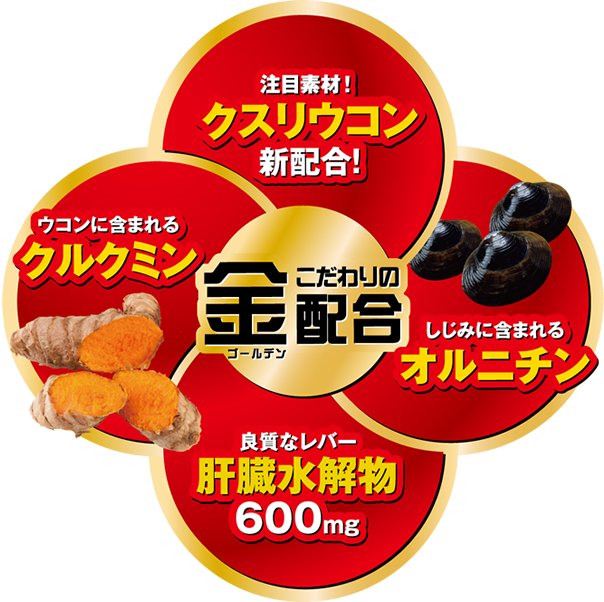 注目素材！
クスリウコン
新配合！
ウコンに含まれる
クルクミン
こだわりの
金配合
ゴールデン
しじみに含まれる
オルニチン
良質なレバー
肝臓水解物
600mg